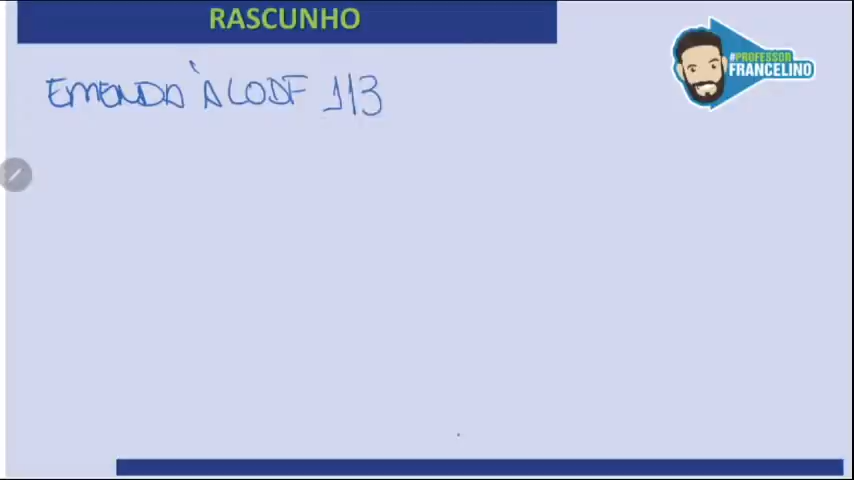 RASCUNHO
#PROFESSOR
FRANCELINO
EMENDA À LODF 113